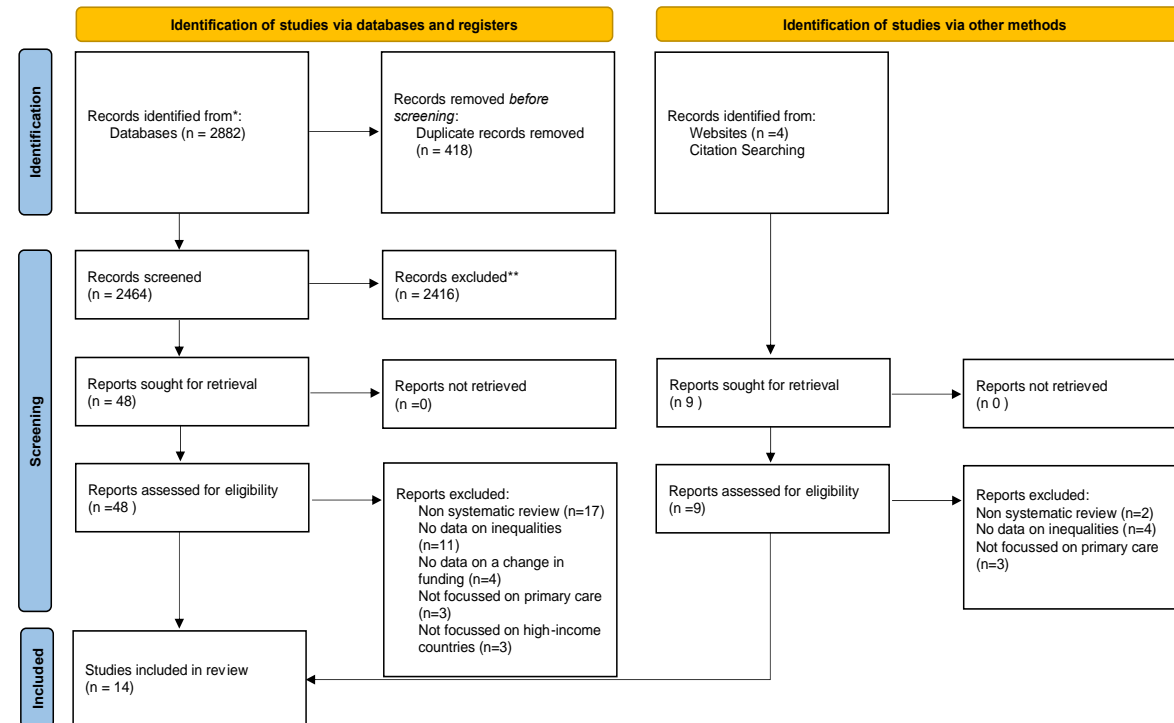 Identification of studies via databases and registers
Identification of studies via other methods
Identification
Records identified from*:
Databases (n = 2882)
Records removed before
screening:
Duplicate records removed
(n = 418)
Records identified from:
Websites (n =4)
Citation Searching
Screening
Records screened
(n = 2464)
Records excluded**
(n = 2416)
Reports sought for retrieval
(n = 48)
Reports not retrieved
(n =0)
Reports sought for retrieval
(n 9 )
Reports not retrieved
(n 0 )
Reports assessed for eligibility
(n =48 )
Reports excluded:
Non systematic review (n=17)
No data on inequalities
(n=11)
No data on a change in
funding (n=4)
Not focussed on primary care
(n=3)
Not focussed on high-income
countries (n=3)
Reports assessed for eligibility
(n =9)
Reports excluded:
Non systematic review (n=2)
No data on inequalities (n=4)
Not focussed on primary care
(n=3)
Included
Studies included in review
(n = 14)